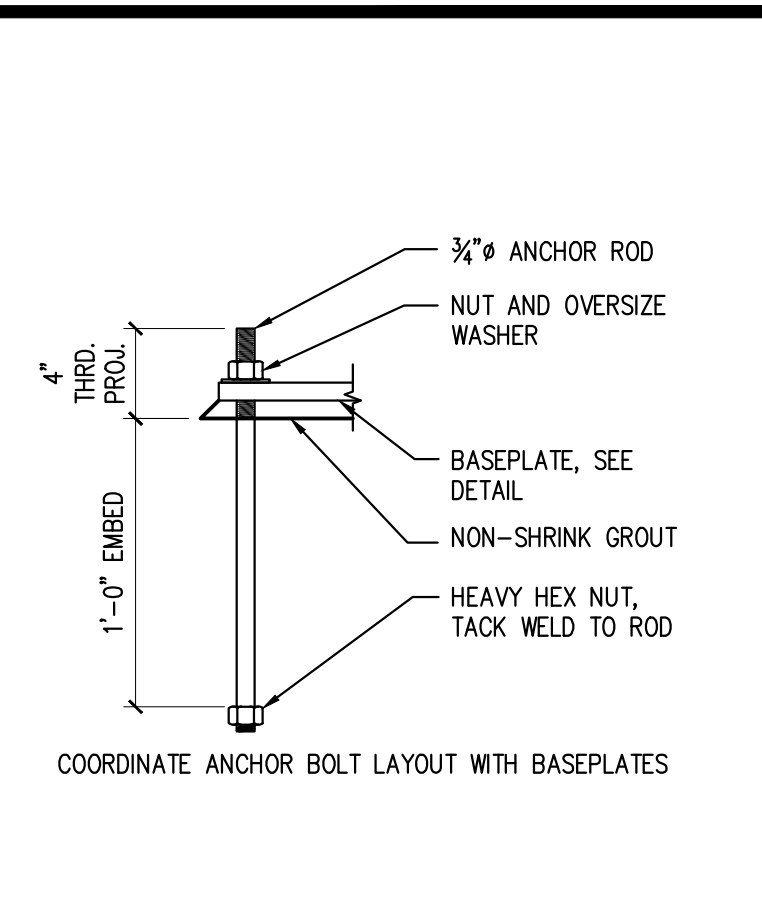 ¾"ø ANCHOR ROD
NUT AND OVERSIZE
WASHER
4"
THRD.
PROJ.
BASEPLATE, SEE
DETAIL
1'-0" EMBED
NON-SHRINK GROUT
HEAVY HEX NUT,
TACK WELD TO ROD
COORDINATE ANCHOR BOLT LAYOUT WITH BASEPLATES